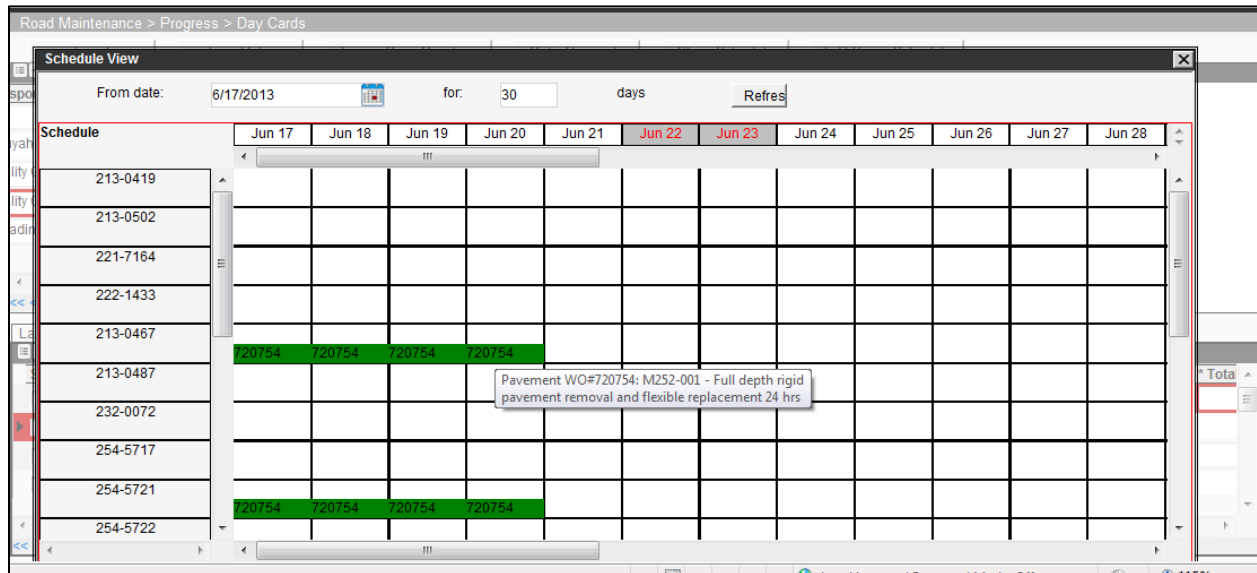 Road Maintenance > Progress > Day Cards
Schedule View
From date: 6/17/2013 for: 30 days Refres
Schedule Jun 17 Jun 18 Jun 19 Jun 20 Jun 21 Jun 22 Jun 23 Jun 24 Jun 25 Jun 26 Jun 27 Jun 28
213-0419
213-0502
221-7164
222-1433
213-0467
720754 720754 720754 720754
213-0487
Pavement WO#720754: M252-001 - Full depth rigid
pavement removal and flexible replacement 24 hrs
232-0072
254-5717
254-5721
720754 720754 720754 720754
254-5722
* Tota